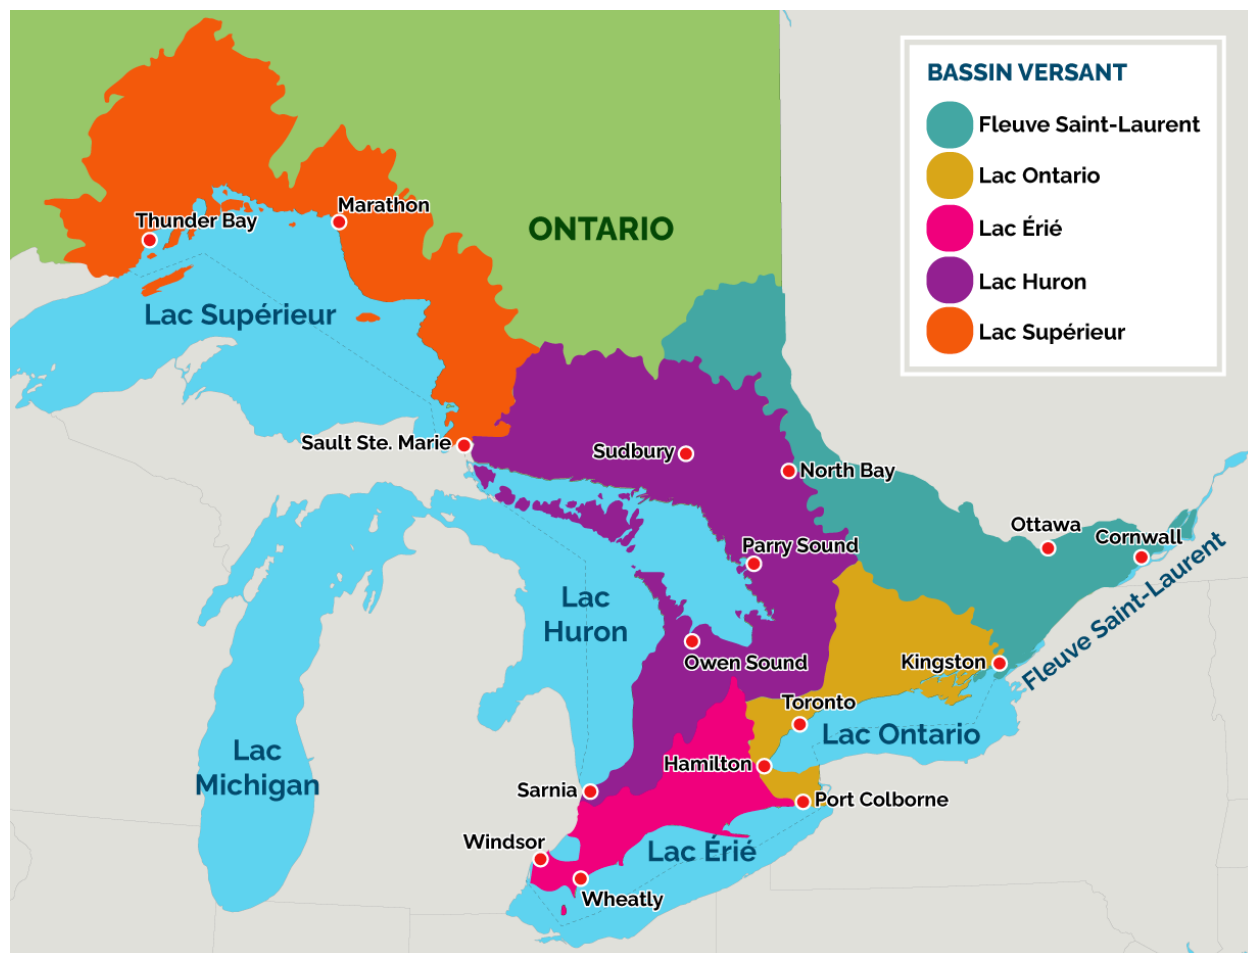 BASSIN VERSANT
Fleuve Saint-Laurent
Lac Ontario
Lac Érié
Lac Huron
Lac Supérieur
Marathon
Thunder Bay
ONTARIO
Lac Supérieur
Sault Ste. Marie
Sudbury
North Bay
Ottawa
Cornwall
Parry Sound
Fleuve Saint-Laurent
Lac
Huron
Owen Sound
Kingston
Toronto
Lac Ontario
Lac
Michigan
Hamilton
Sarnia
Port Colborne
Windsor
Lac Érié
Wheatly